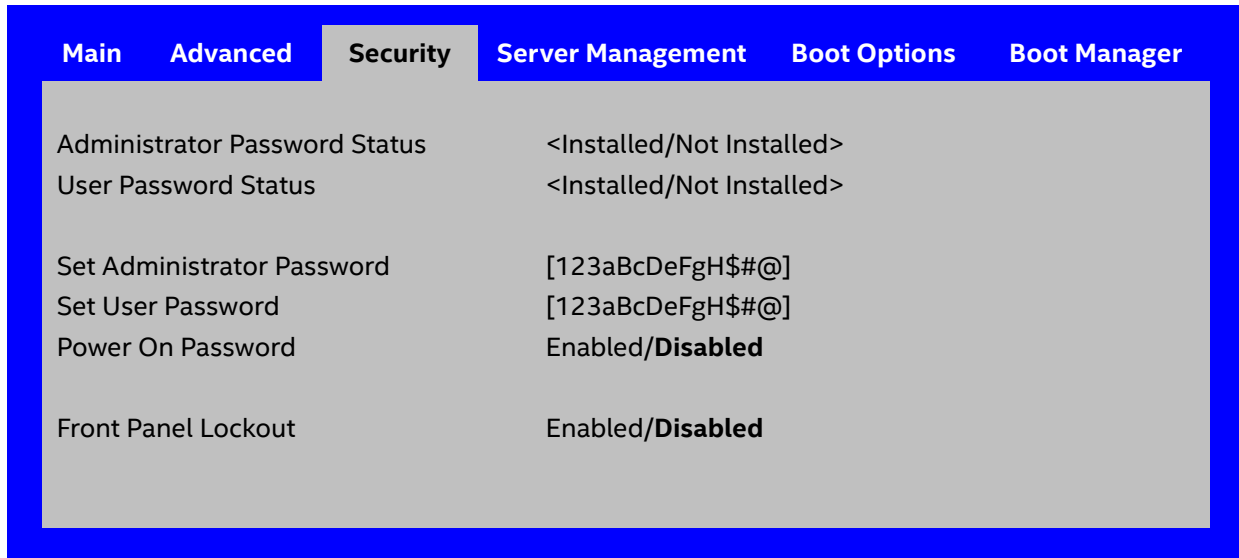 Main Advanced Security Server Management Boot Options Boot Manager
Administrator Password Status <Installed/Not Installed>
User Password Status <Installed/Not Installed>
Set Administrator Password [123aBcDeFgH$#@]
Set User Password [123aBcDeFgH$#@]
Power On Password Enabled/Disabled
Front Panel Lockout Enabled/Disabled